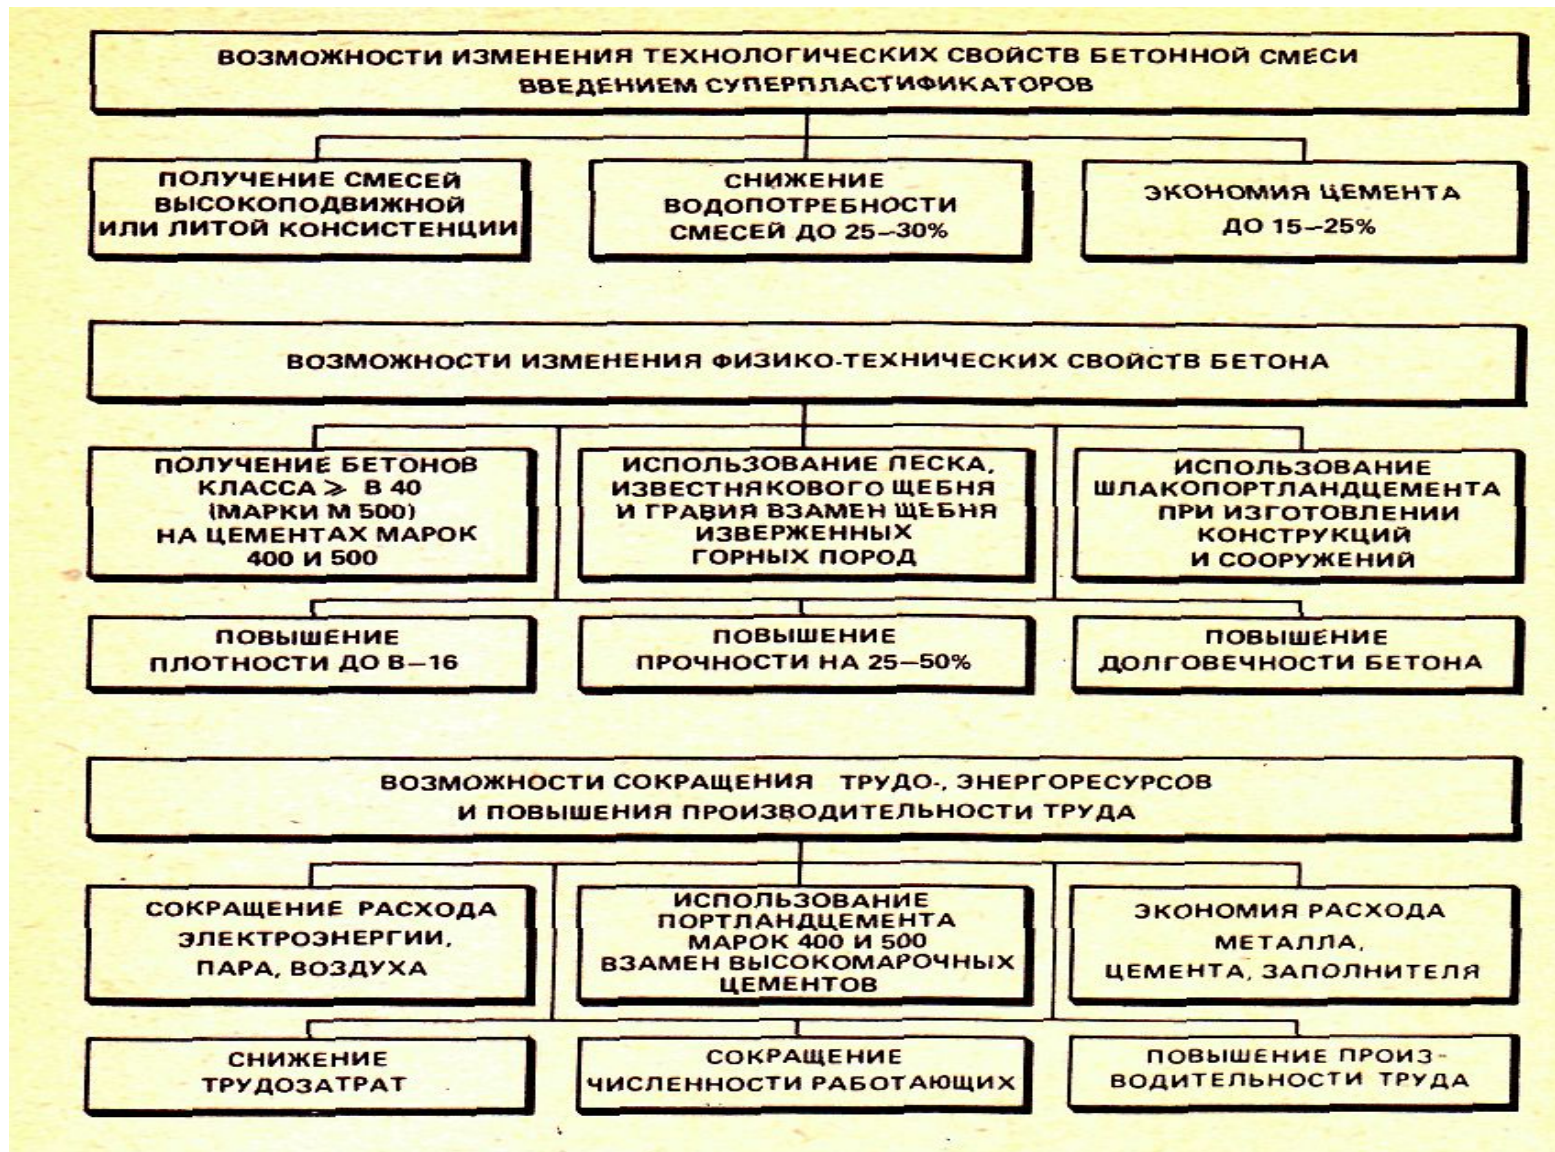 ВОЗМОЖНОСТИ ИЗМЕНЕНИЯ ТЕХНОЛОГИЧЕСКИХ СВОЙСТВ БЕТОННОЙ СМЕСИ
ВВЕДЕНИЕМ СУПЕРПЛАСТИФИКАТОРОВ
ПОЛУЧЕНИЕ СМЕСЕЙ
ВЫСОКОПОДВИЖНОЙ
ИЛИ ЛИТОЙ КОНСИСТЕНЦИИ
СНИЖЕНИЕ
ВОДОПОТРЕБНОСТИ
СМЕСЕЙ ДО 25–30%
ЭКОНОМИЯ ЦЕМЕНТА
ДО 15–25%
ВОЗМОЖНОСТИ ИЗМЕНЕНИЯ ФИЗИКО-ТЕХНИЧЕСКИХ СВОЙСТВ БЕТОНА
ПОЛУЧЕНИЕ БЕТОНОВ
КЛАССА ⩾ В 40
(МАРКИ М 500)
НА ЦЕМЕНТАХ МАРОК
400 И 500
ИСПОЛЬЗОВАНИЕ ПЕСКА,
ИЗВЕСТНЯКОВОГО ЩЕБНЯ
И ГРАВИЯ ВЗАМЕН ЩЕБНЯ
ИЗВЕРЖЕННЫХ
ГОРНЫХ ПОРОД
ИСПОЛЬЗОВАНИЕ
ШЛАКОПОРТЛАНДЦЕМЕНТА
ПРИ ИЗГОТОВЛЕНИИ
КОНСТРУКЦИЙ
И СООРУЖЕНИЙ
ПОВЫШЕНИЕ
ПЛОТНОСТИ ДО В–16
ПОВЫШЕНИЕ
ПРОЧНОСТИ НА 25–50%
ПОВЫШЕНИЕ
ДОЛГОВЕЧНОСТИ БЕТОНА
ВОЗМОЖНОСТИ СОКРАЩЕНИЯ ТРУДО-, ЭНЕРГОРЕСУРСОВ
И ПОВЫШЕНИЯ ПРОИЗВОДИТЕЛЬНОСТИ ТРУДА
СОКРАЩЕНИЕ РАСХОДА
ЭЛЕКТРОЭНЕРГИИ,
ПАРА, ВОЗДУХА
ИСПОЛЬЗОВАНИЕ
ПОРТЛАНДЦЕМЕНТА
МАРОК 400 И 500
ВЗАМЕН ВЫСОКОМАРОЧНЫХ
ЦЕМЕНТОВ
ЭКОНОМИЯ РАСХОДА
МЕТАЛЛА,
ЦЕМЕНТА, ЗАПОЛНИТЕЛЯ
СНИЖЕНИЕ
ТРУДОЗАТРАТ
СОКРАЩЕНИЕ
ЧИСЛЕННОСТИ РАБОТАЮЩИХ
ПОВЫШЕНИЕ ПРОИЗ-
ВОДИТЕЛЬНОСТИ ТРУДА